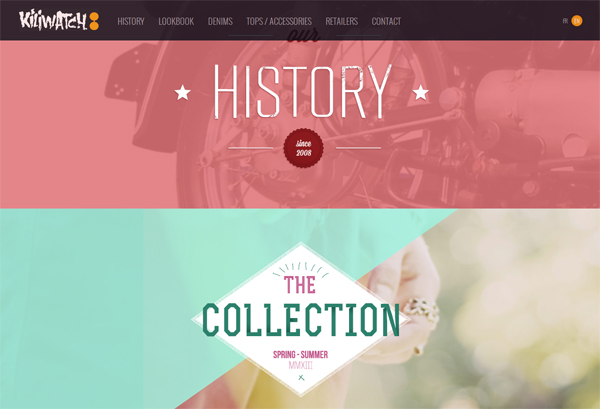 KiLiWATCH
HISTORY LOOKBOOK DENIMS TOPS / ACCESSORIES RETAILERS CONTACT FR EN
our
HISTORY
since
2008
THE
COLLECTION
SPRING - SUMMER
MMXIII